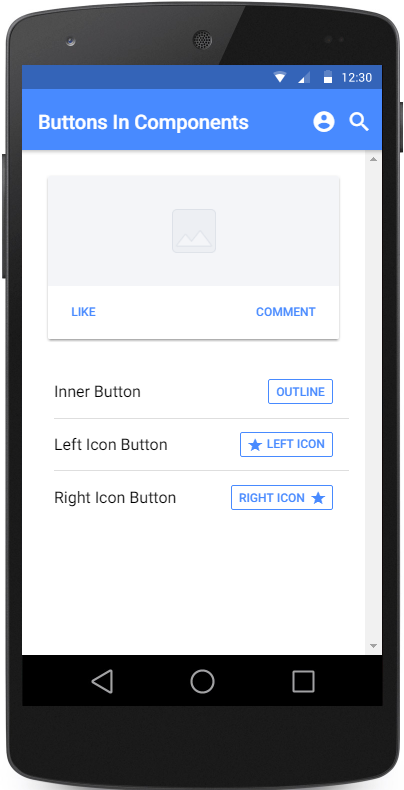 12:30
Buttons In Components
LIKE COMMENT
Inner Button OUTLINE
Left Icon Button LEFT ICON
Right Icon Button RIGHT ICON